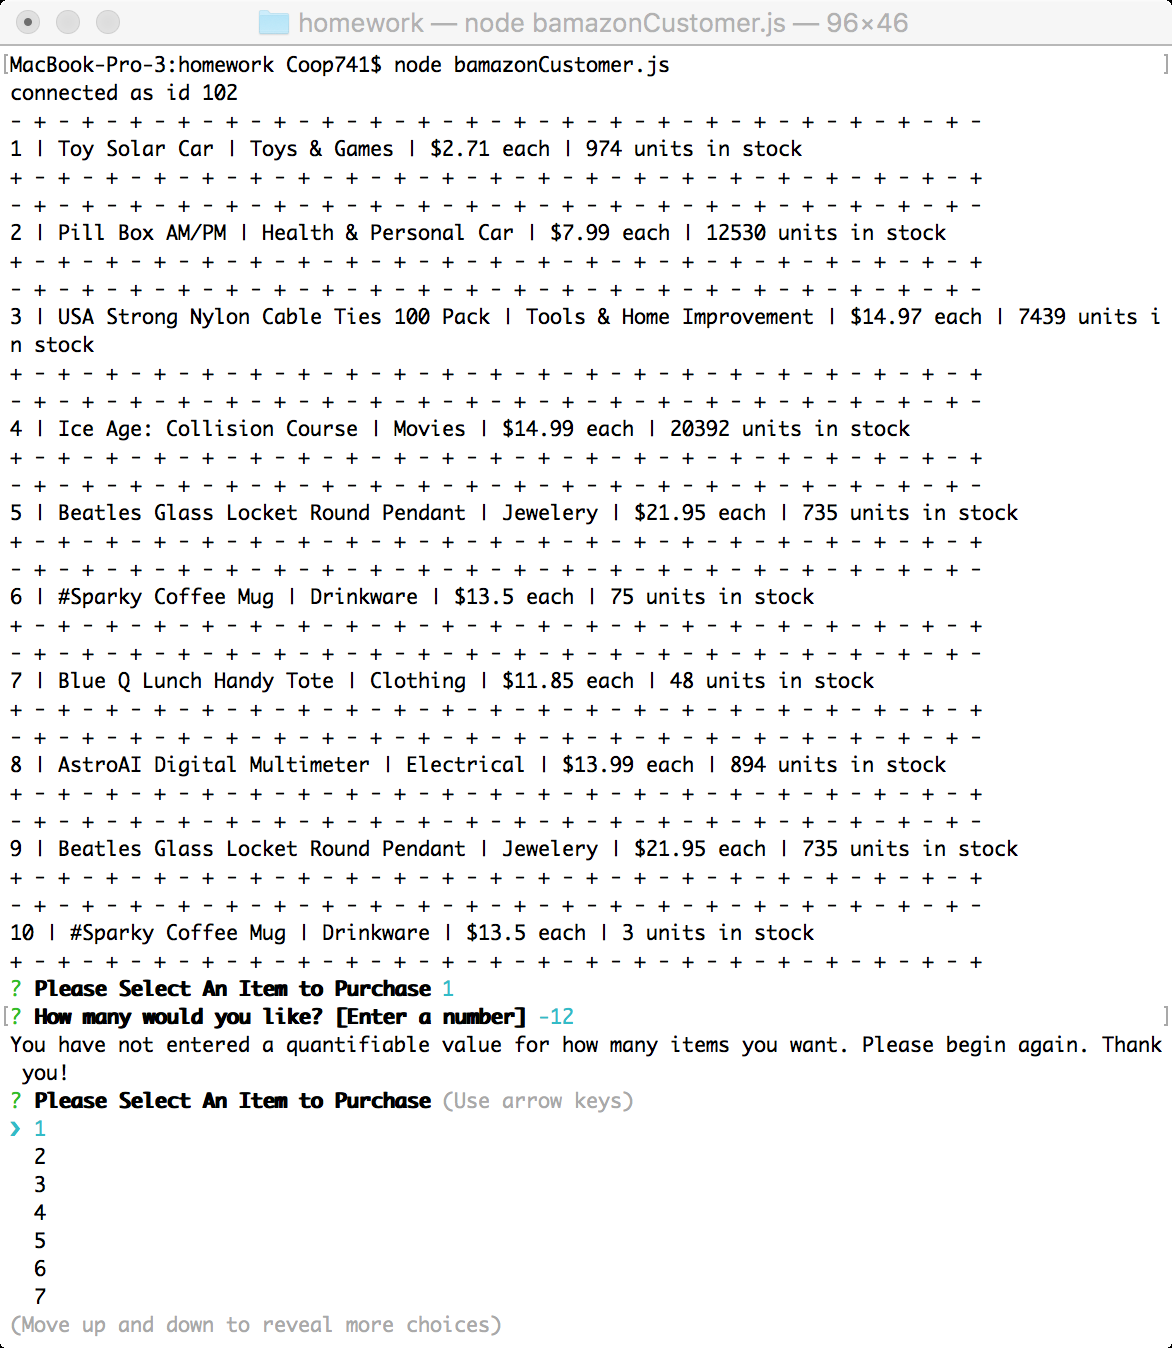 homework — node bamazonCustomer.js — 96×46
[MacBook-Pro-3:homework Coop741$ node bamazonCustomer.js ]
connected as id 102
- + - + - + - + - + - + - + - + - + - + - + - + - + - + - + - + - + - + - + - + -
1 | Toy Solar Car | Toys & Games | $2.71 each | 974 units in stock
+ - + - + - + - + - + - + - + - + - + - + - + - + - + - + - + - + - + - + - + - +
- + - + - + - + - + - + - + - + - + - + - + - + - + - + - + - + - + - + - + - + -
2 | Pill Box AM/PM | Health & Personal Car | $7.99 each | 12530 units in stock
+ - + - + - + - + - + - + - + - + - + - + - + - + - + - + - + - + - + - + - + - +
- + - + - + - + - + - + - + - + - + - + - + - + - + - + - + - + - + - + - + - + -
3 | USA Strong Nylon Cable Ties 100 Pack | Tools & Home Improvement | $14.97 each | 7439 units i
n stock
+ - + - + - + - + - + - + - + - + - + - + - + - + - + - + - + - + - + - + - + - +
- + - + - + - + - + - + - + - + - + - + - + - + - + - + - + - + - + - + - + - + -
4 | Ice Age: Collision Course | Movies | $14.99 each | 20392 units in stock
+ - + - + - + - + - + - + - + - + - + - + - + - + - + - + - + - + - + - + - + - +
- + - + - + - + - + - + - + - + - + - + - + - + - + - + - + - + - + - + - + - + -
5 | Beatles Glass Locket Round Pendant | Jewelery | $21.95 each | 735 units in stock
+ - + - + - + - + - + - + - + - + - + - + - + - + - + - + - + - + - + - + - + - +
- + - + - + - + - + - + - + - + - + - + - + - + - + - + - + - + - + - + - + - + -
6 | #Sparky Coffee Mug | Drinkware | $13.5 each | 75 units in stock
+ - + - + - + - + - + - + - + - + - + - + - + - + - + - + - + - + - + - + - + - +
- + - + - + - + - + - + - + - + - + - + - + - + - + - + - + - + - + - + - + - + -
7 | Blue Q Lunch Handy Tote | Clothing | $11.85 each | 48 units in stock
+ - + - + - + - + - + - + - + - + - + - + - + - + - + - + - + - + - + - + - + - +
- + - + - + - + - + - + - + - + - + - + - + - + - + - + - + - + - + - + - + - + -
8 | AstroAI Digital Multimeter | Electrical | $13.99 each | 894 units in stock
+ - + - + - + - + - + - + - + - + - + - + - + - + - + - + - + - + - + - + - + - +
- + - + - + - + - + - + - + - + - + - + - + - + - + - + - + - + - + - + - + - + -
9 | Beatles Glass Locket Round Pendant | Jewelery | $21.95 each | 735 units in stock
+ - + - + - + - + - + - + - + - + - + - + - + - + - + - + - + - + - + - + - + - +
- + - + - + - + - + - + - + - + - + - + - + - + - + - + - + - + - + - + - + - + -
10 | #Sparky Coffee Mug | Drinkware | $13.5 each | 3 units in stock
+ - + - + - + - + - + - + - + - + - + - + - + - + - + - + - + - + - + - + - + - +
? Please Select An Item to Purchase 1
[? How many would you like? [Enter a number] -12 ]
You have not entered a quantifiable value for how many items you want. Please begin again. Thank
 you!
? Please Select An Item to Purchase (Use arrow keys)
❯ 1
2
3
4
5
6
7
(Move up and down to reveal more choices)